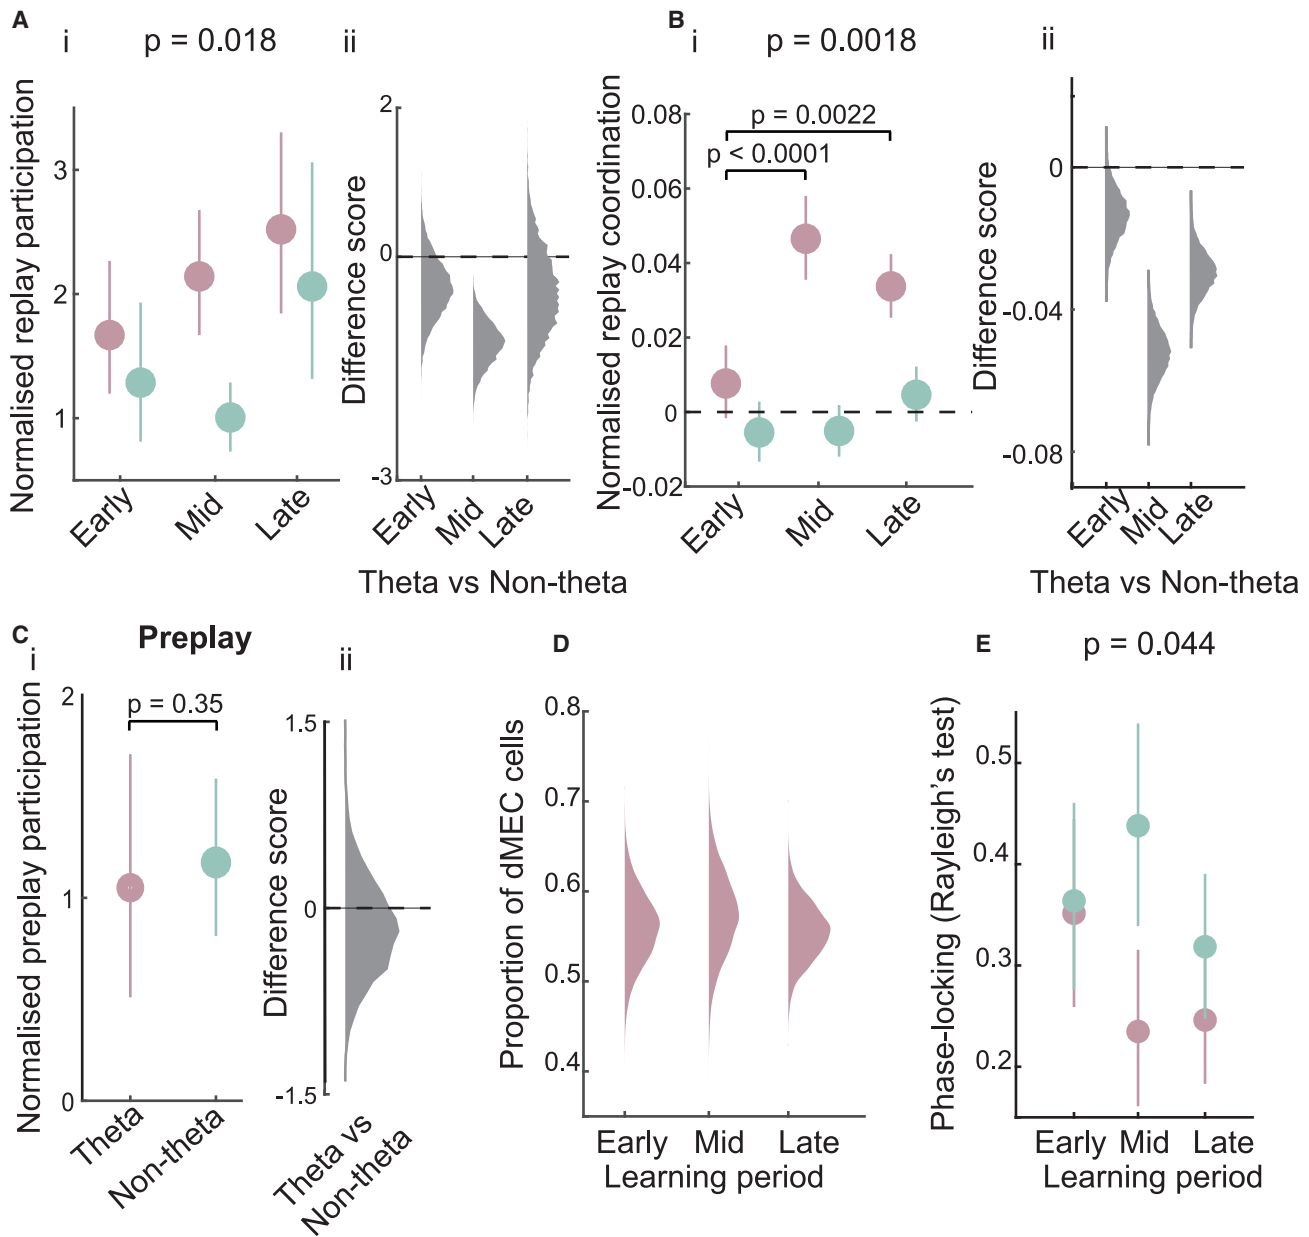 A
i
p = 0.018
ii
Normalised replay participation
3
2
1
Early
Mid
Late
Difference score
2
0
-3
Early
Mid
Late
Theta vs Non-theta
B
i
p = 0.0018
ii
Normalised replay coordination
0.08
0.06
0.04
0.02
0
-0.02
p = 0.0022
p < 0.0001
Early
Mid
Late
Difference score
0
-0.04
-0.08
Early
Mid
Late
Theta vs Non-theta
C
Preplay
i
ii
Normalised preplay participation
2
1
0
p = 0.35
Theta
Non-theta
Difference score
1.5
0
-1.5
Theta vs
Non-theta
D
Proportion of dMEC cells
0.8
0.7
0.6
0.5
0.4
Early
Mid
Late
Learning period
E
p = 0.044
Phase-locking (Rayleigh's test)
0.5
0.4
0.3
0.2
Early
Mid
Late
Learning period